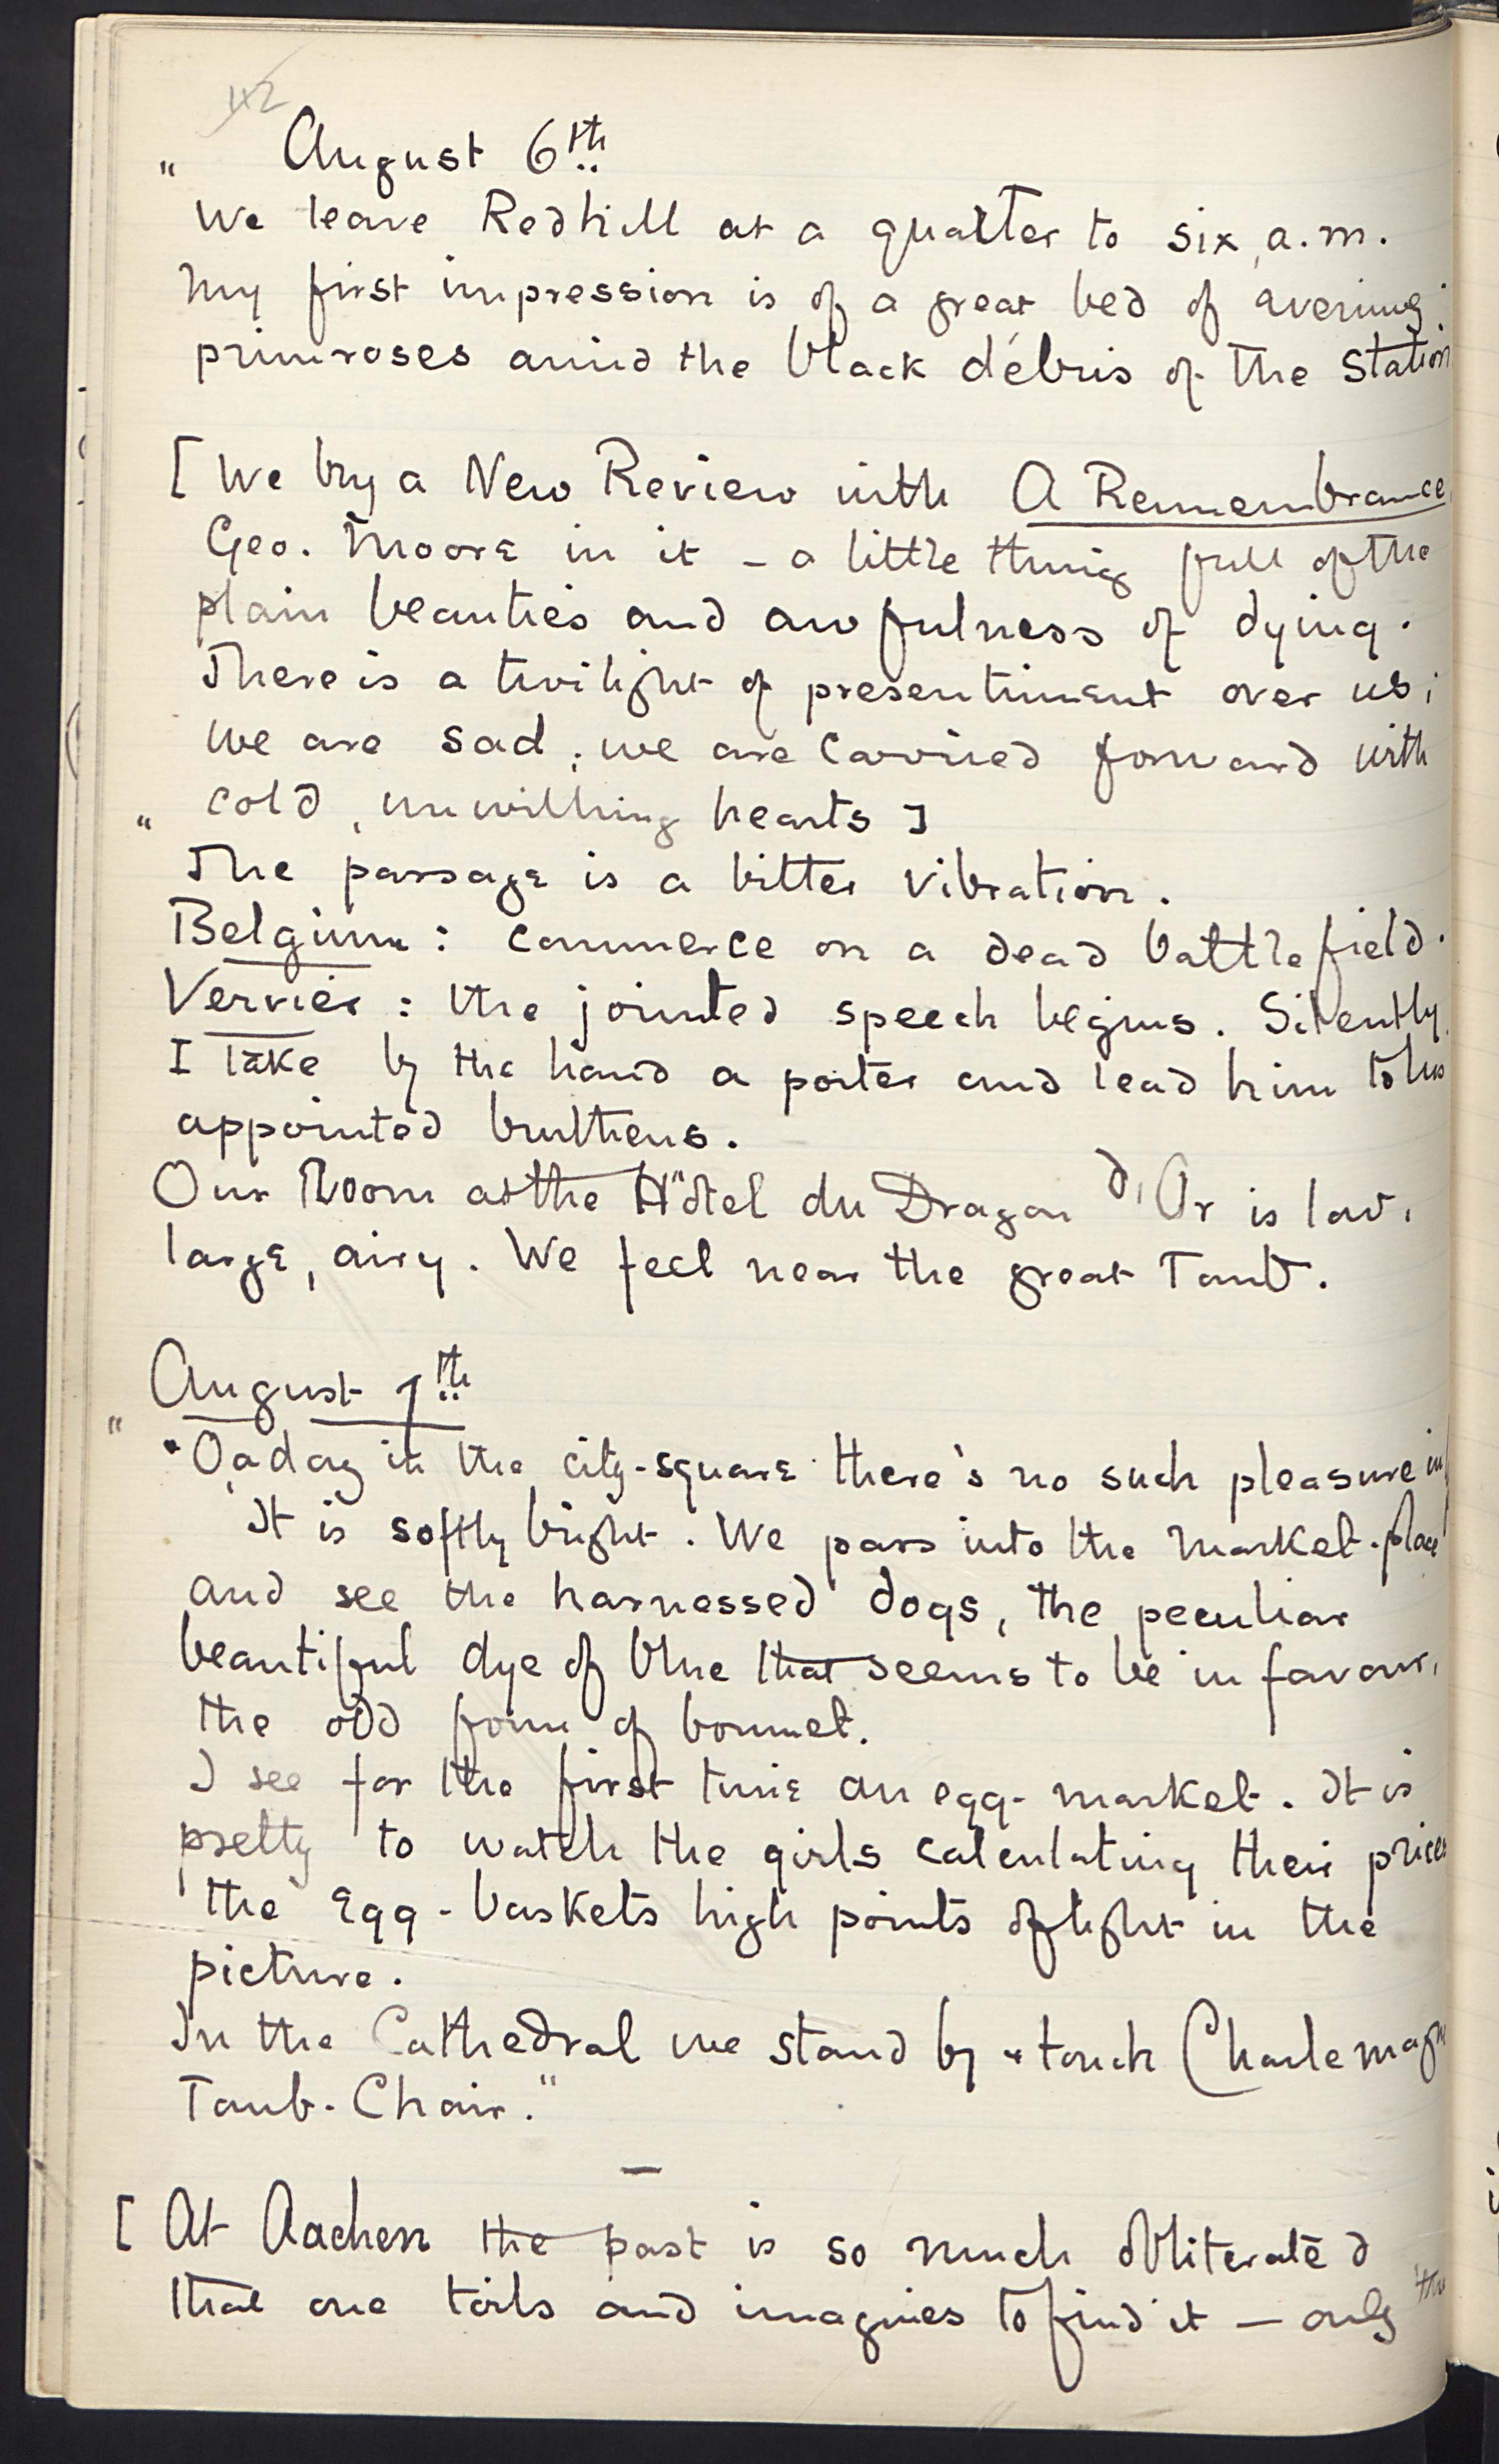 42
" August 6th
We leave Redhill at a quarter to six, a.m.
My first impression is of a great bed of evening
primroses amid the black débris of the Station
[ We buy a New Review with A Remembrance
Geo. Moore in it – a little thing full of the
plain beauties and awfulness of dying.
There is a twilight of presentiment over us;
we are sad; we are carried forward with
" cold, unwilling hearts ]
The passage is a bitter vibration.
Belgium: commerce on a dead battlefield.
Vervier: the jointed speech begins. Silently
I take by the hand a porter and lead him to his
appointed burthens.
Our Room at the Hôtel du Dragon d'Or is low,
large, airy. We feel near the great Tomb.
August 7th
" "O, a day in the city-square there's no such pleasure in
It is softly bright. We pass into the market-place
and see the harnessed dogs, the peculiar
beautiful dye of blue that seems to be in favour,
the odd form of bonnet.
I see for the first time an egg-market. It is
pretty to watch the girls calculating their prices
the egg-baskets high points of light in the
picture.
In the Cathedral we stand by & touch Charlemagne
Tomb-Chair."
[ At Aachen the past is so much obliterated
that one toils and imagines to find it – only the